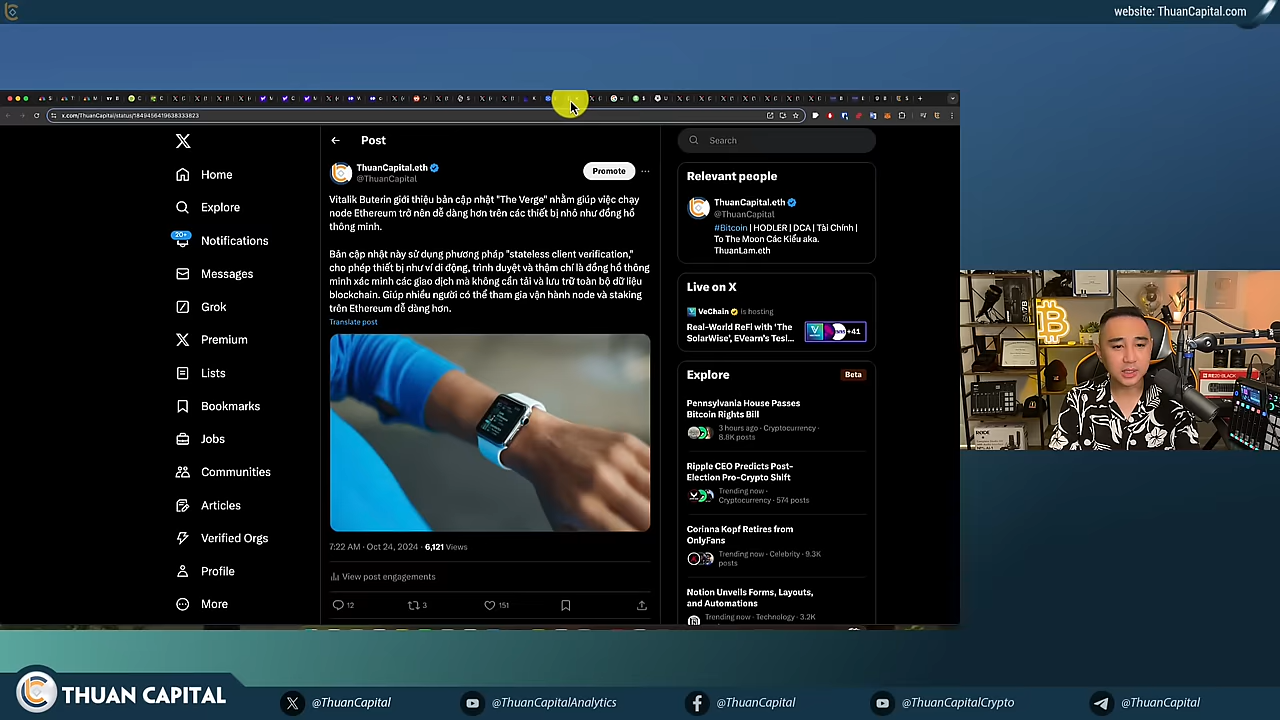 website: ThuanCapital.com
x.com/ThuanCapital/status/1849456419638333823
Post
Search
ThuanCapital.eth
@ThuanCapital
Promote
Home
Explore
20+
Notifications
Messages
Grok
Premium
Lists
Bookmarks
Jobs
Communities
Articles
Verified Orgs
Profile
More
Vitalik Buterin giới thiệu bản cập nhật "The Verge" nhằm giúp việc chạy
node Ethereum trở nên dễ dàng hơn trên các thiết bị nhỏ như đồng hồ
thông minh.
Bản cập nhật này sử dụng phương pháp "stateless client verification,"
cho phép thiết bị như ví di động, trình duyệt và thậm chí là đồng hồ thông
minh xác minh các giao dịch mà không cần tải và lưu trữ toàn bộ dữ liệu
blockchain. Giúp nhiều người có thể tham gia vận hành node và staking
trên Ethereum dễ dàng hơn.
Translate post
7:22 AM · Oct 24, 2024 · 6,121 Views
View post engagements
12
3
151
Relevant people
ThuanCapital.eth
@ThuanCapital
#Bitcoin | HODLER | DCA | Tài Chính |
To The Moon Các Kiểu aka.
ThuanLam.eth
Live on X
VeChain is hosting
Real-World ReFi with 'The
SolarWise', EVearn's Tesl...
+41
Explore
Beta
Pennsylvania House Passes
Bitcoin Rights Bill
3 hours ago · Cryptocurrency ·
8.8K posts
Ripple CEO Predicts Post-
Election Pro-Crypto Shift
Trending now ·
Cryptocurrency · 574 posts
Corinna Kopf Retires from
OnlyFans
Trending now · Celebrity · 9.3K
posts
Notion Unveils Forms, Layouts,
and Automations
Trending now · Technology · 3.2K
THUAN CAPITAL
@ThuanCapital
@ThuanCapitalAnalytics
@ThuanCapital
@ThuanCapitalCrypto
@ThuanCapital